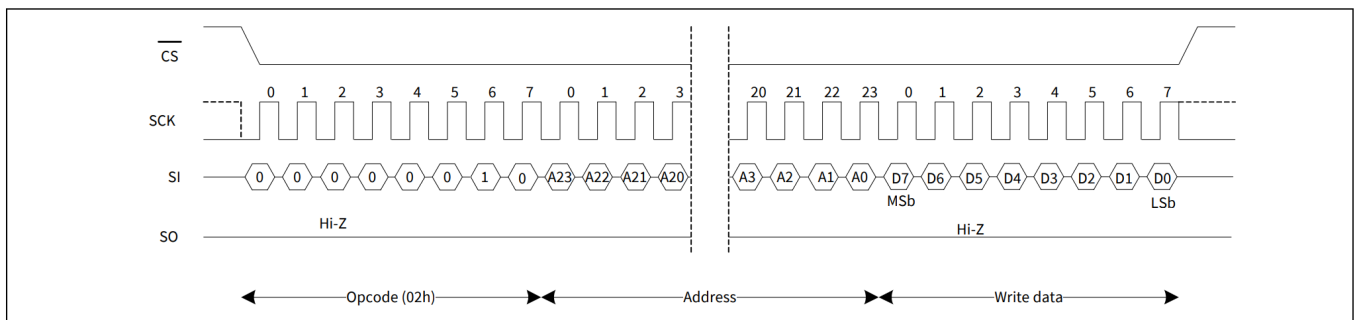 CS
0 1 2 3 4 5 6 7 0 1 2 3 20 21 22 23 0 1 2 3 4 5 6 7
SCK
SI 0 0 0 0 0 0 1 0 A23 A22 A21 A20 A3 A2 A1 A0 D7 D6 D5 D4 D3 D2 D1 D0
MSb LSb
Hi-Z Hi-Z
SO
Opcode (02h) Address Write data